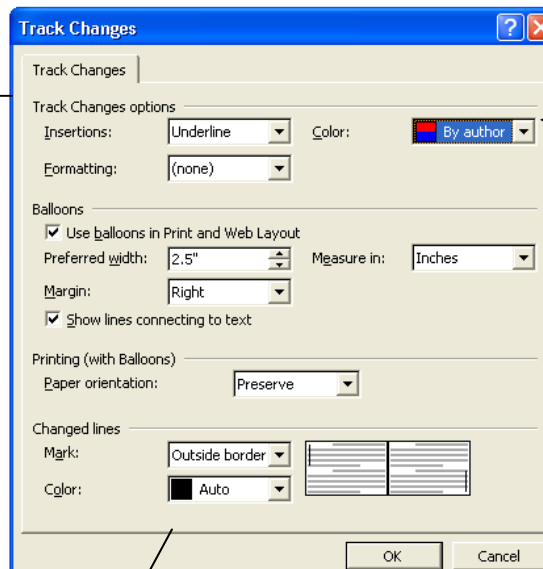 Track Changes
Track Changes
Track Changes options
Insertions: Underline Color: By author
Formatting: (none)
Balloons
Use balloons in Print and Web Layout
Preferred width: 2.5" Measure in: Inches
Margin: Right
Show lines connecting to text
Printing (with Balloons)
Paper orientation: Preserve
Changed lines
Mark: Outside border
Color: Auto
OK Cancel